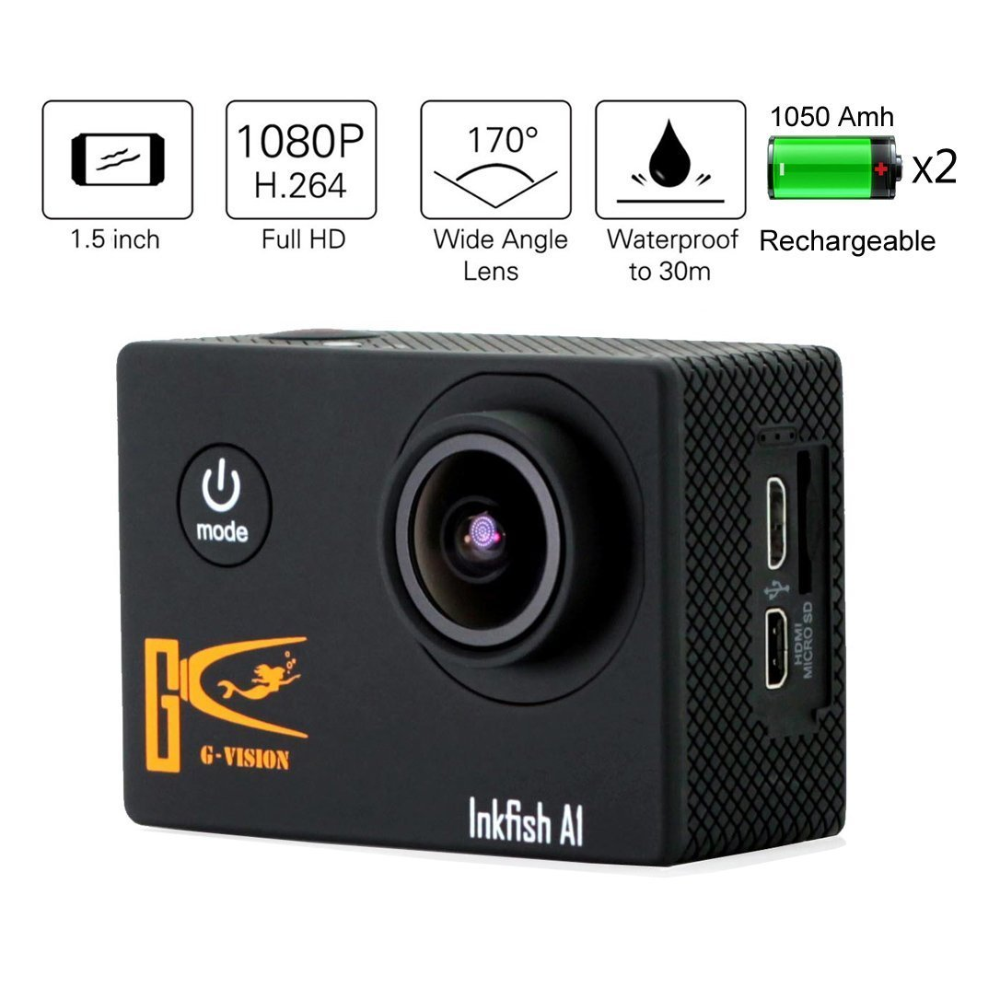 1080P
H.264
170°
1050 Amh
x2
1.5 inch
Full HD
Wide Angle
Lens
Waterproof
to 30m
Rechargeable
mode
G-VISION
Inkfish A1
HDMI
MICRO SD